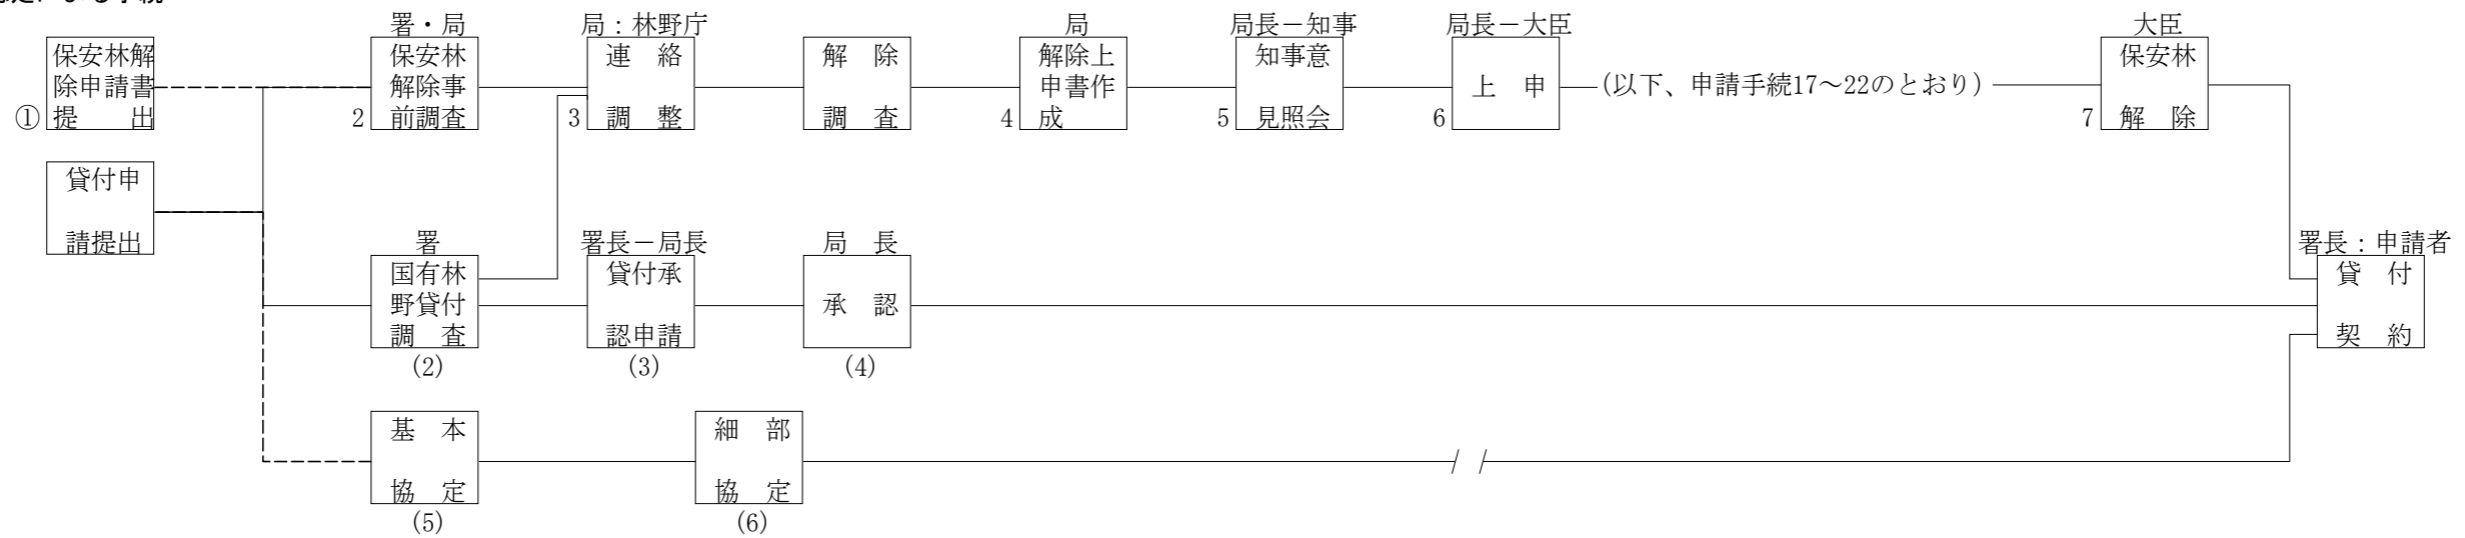 署・局
局：林野庁
局
局長－知事
局長－大臣
大臣
保安林解
除申請書
①提　出
保安林
解除事
2 前調査
連　絡
3 調　整
解　除
調　査
解除上
申書作
4 成
知事意
5 見照会
上　申
6
(以下、申請手続17～22のとおり)
保安林
7 解　除
貸付申
請提出
署
国有林
野貸付
調　査
(2)
署長－局長
貸付承
認申請
(3)
局　長
承　認
(4)
署長：申請者
貸　付
契　約
基　本
協　定
(5)
細　部
協　定
(6)